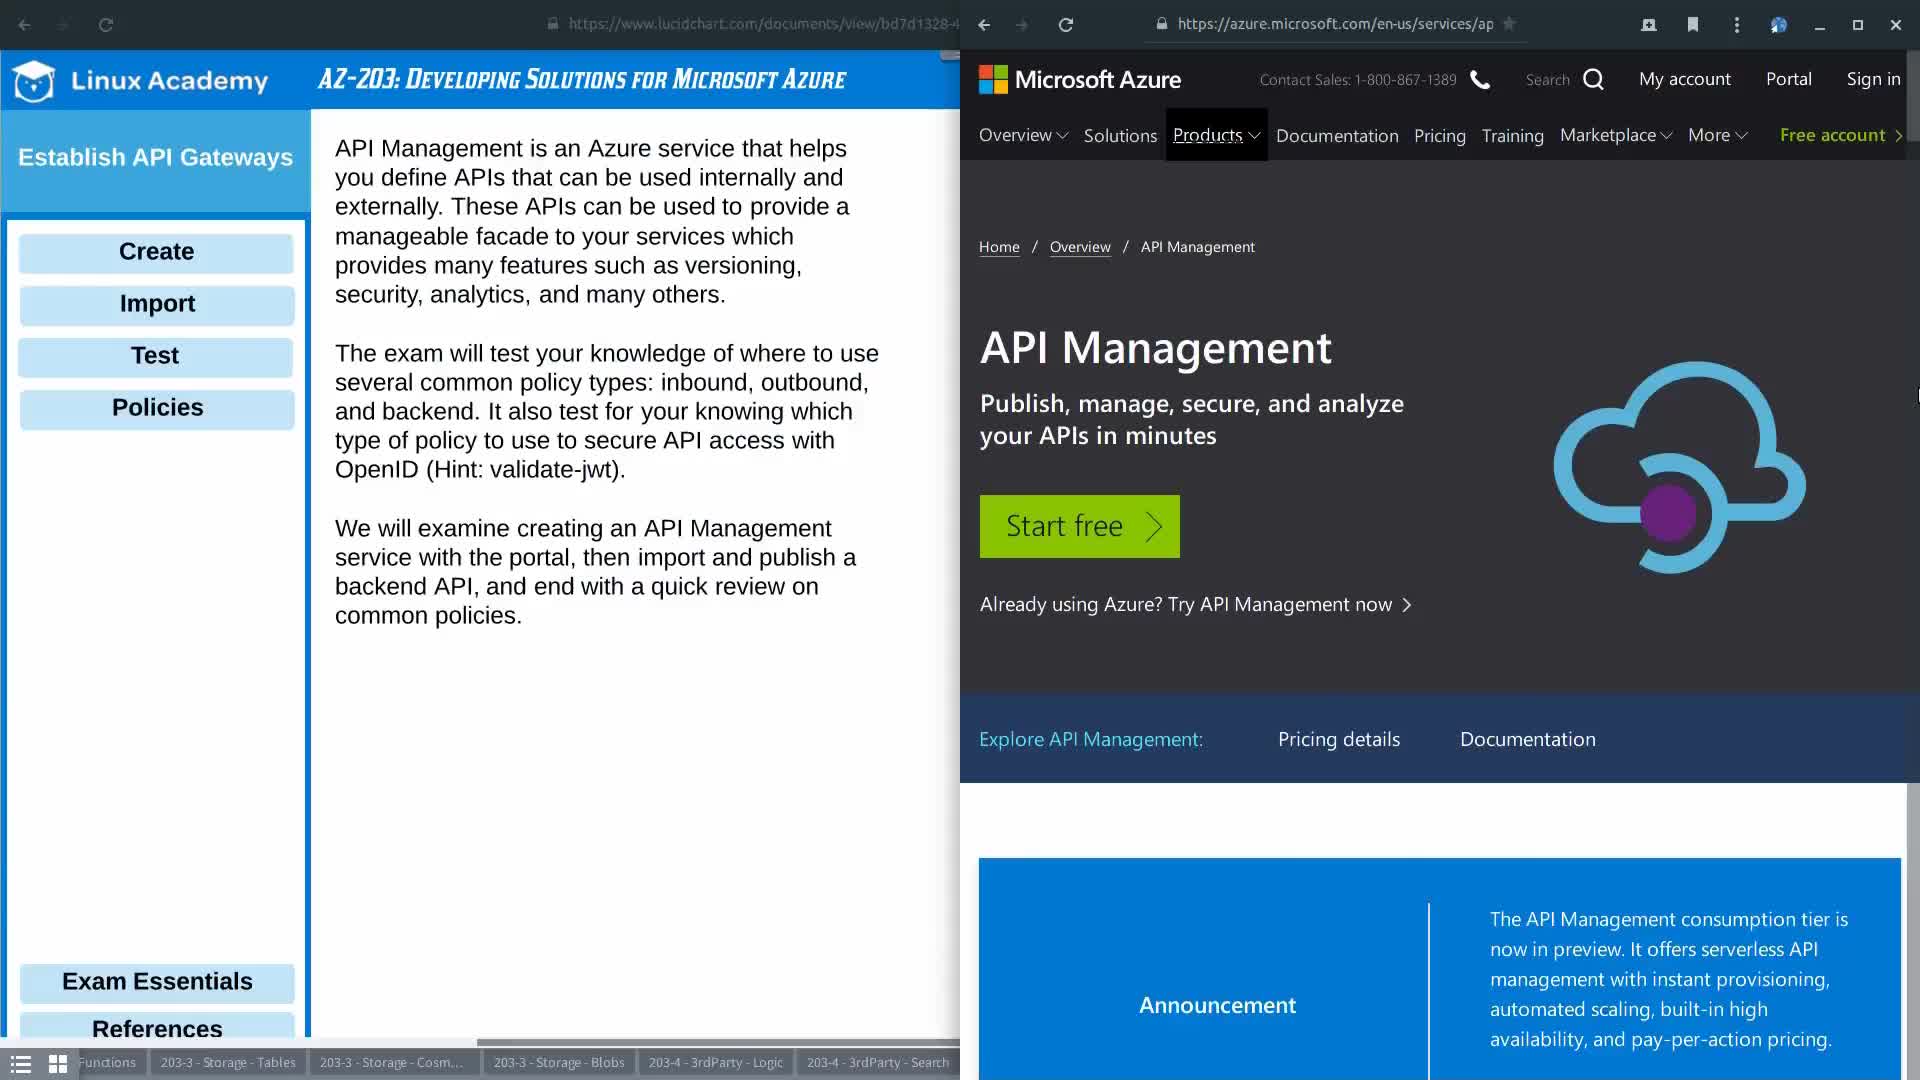 https://www.lucidchart.com/documents/view/bd7d1328-4
Linux Academy
AZ-203: Developing Solutions for Microsoft Azure
Establish API Gateways
Create
Import
Test
Policies
Exam Essentials
References
API Management is an Azure service that helps
you define APIs that can be used internally and
externally. These APIs can be used to provide a
manageable facade to your services which
provides many features such as versioning,
security, analytics, and many others.
The exam will test your knowledge of where to use
several common policy types: inbound, outbound,
and backend. It also test for your knowing which
type of policy to use to secure API access with
OpenID (Hint: validate-jwt).
We will examine creating an API Management
service with the portal, then import and publish a
backend API, and end with a quick review on
common policies.
Functions
203-3 - Storage - Tables
203-3 - Storage - Cosm...
203-3 - Storage - Blobs
203-4 - 3rdParty - Logic
203-4 - 3rdParty - Search
https://azure.microsoft.com/en-us/services/ap
Microsoft Azure
Contact Sales: 1-800-867-1389
Search
My account
Portal
Sign in
Overview
Solutions
Products
Documentation
Pricing
Training
Marketplace
More
Free account
Home / Overview / API Management
API Management
Publish, manage, secure, and analyze
your APIs in minutes
Start free
Already using Azure? Try API Management now
Explore API Management:
Pricing details
Documentation
Announcement
The API Management consumption tier is
now in preview. It offers serverless API
management with instant provisioning,
automated scaling, built-in high
availability, and pay-per-action pricing.